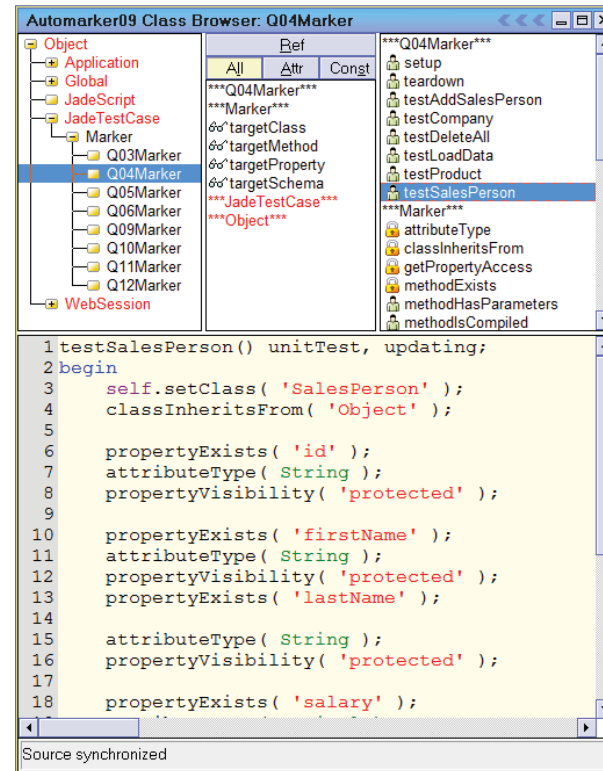 Automarker09 Class Browser: Q04Marker
Object
Application
Global
JadeScript
JadeTestCase
Marker
Q03Marker
Q04Marker
Q05Marker
Q06Marker
Q09Marker
Q10Marker
Q11Marker
Q12Marker
WebSession
Ref
All Attr Const
***Q04Marker***
***Marker***
targetClass
targetMethod
targetProperty
targetSchema
***JadeTestCase***
***Object***
***Q04Marker***
setup
teardown
testAddSalesPerson
testCompany
testDeleteAll
testLoadData
testProduct
testSalesPerson
***Marker***
attributeType
classInheritsFrom
getPropertyAccess
methodExists
methodHasParameters
methodIsCompiled
1 testSalesPerson() unitTest, updating;
2 begin
3 self.setClass( 'SalesPerson' );
4 classInheritsFrom( 'Object' );
5
6 propertyExists( 'id' );
7 attributeType( String );
8 propertyVisibility( 'protected' );
9
10 propertyExists( 'firstName' );
11 attributeType( String );
12 propertyVisibility( 'protected' );
13 propertyExists( 'lastName' );
14
15 attributeType( String );
16 propertyVisibility( 'protected' );
17
18 propertyExists( 'salary' );
Source synchronized